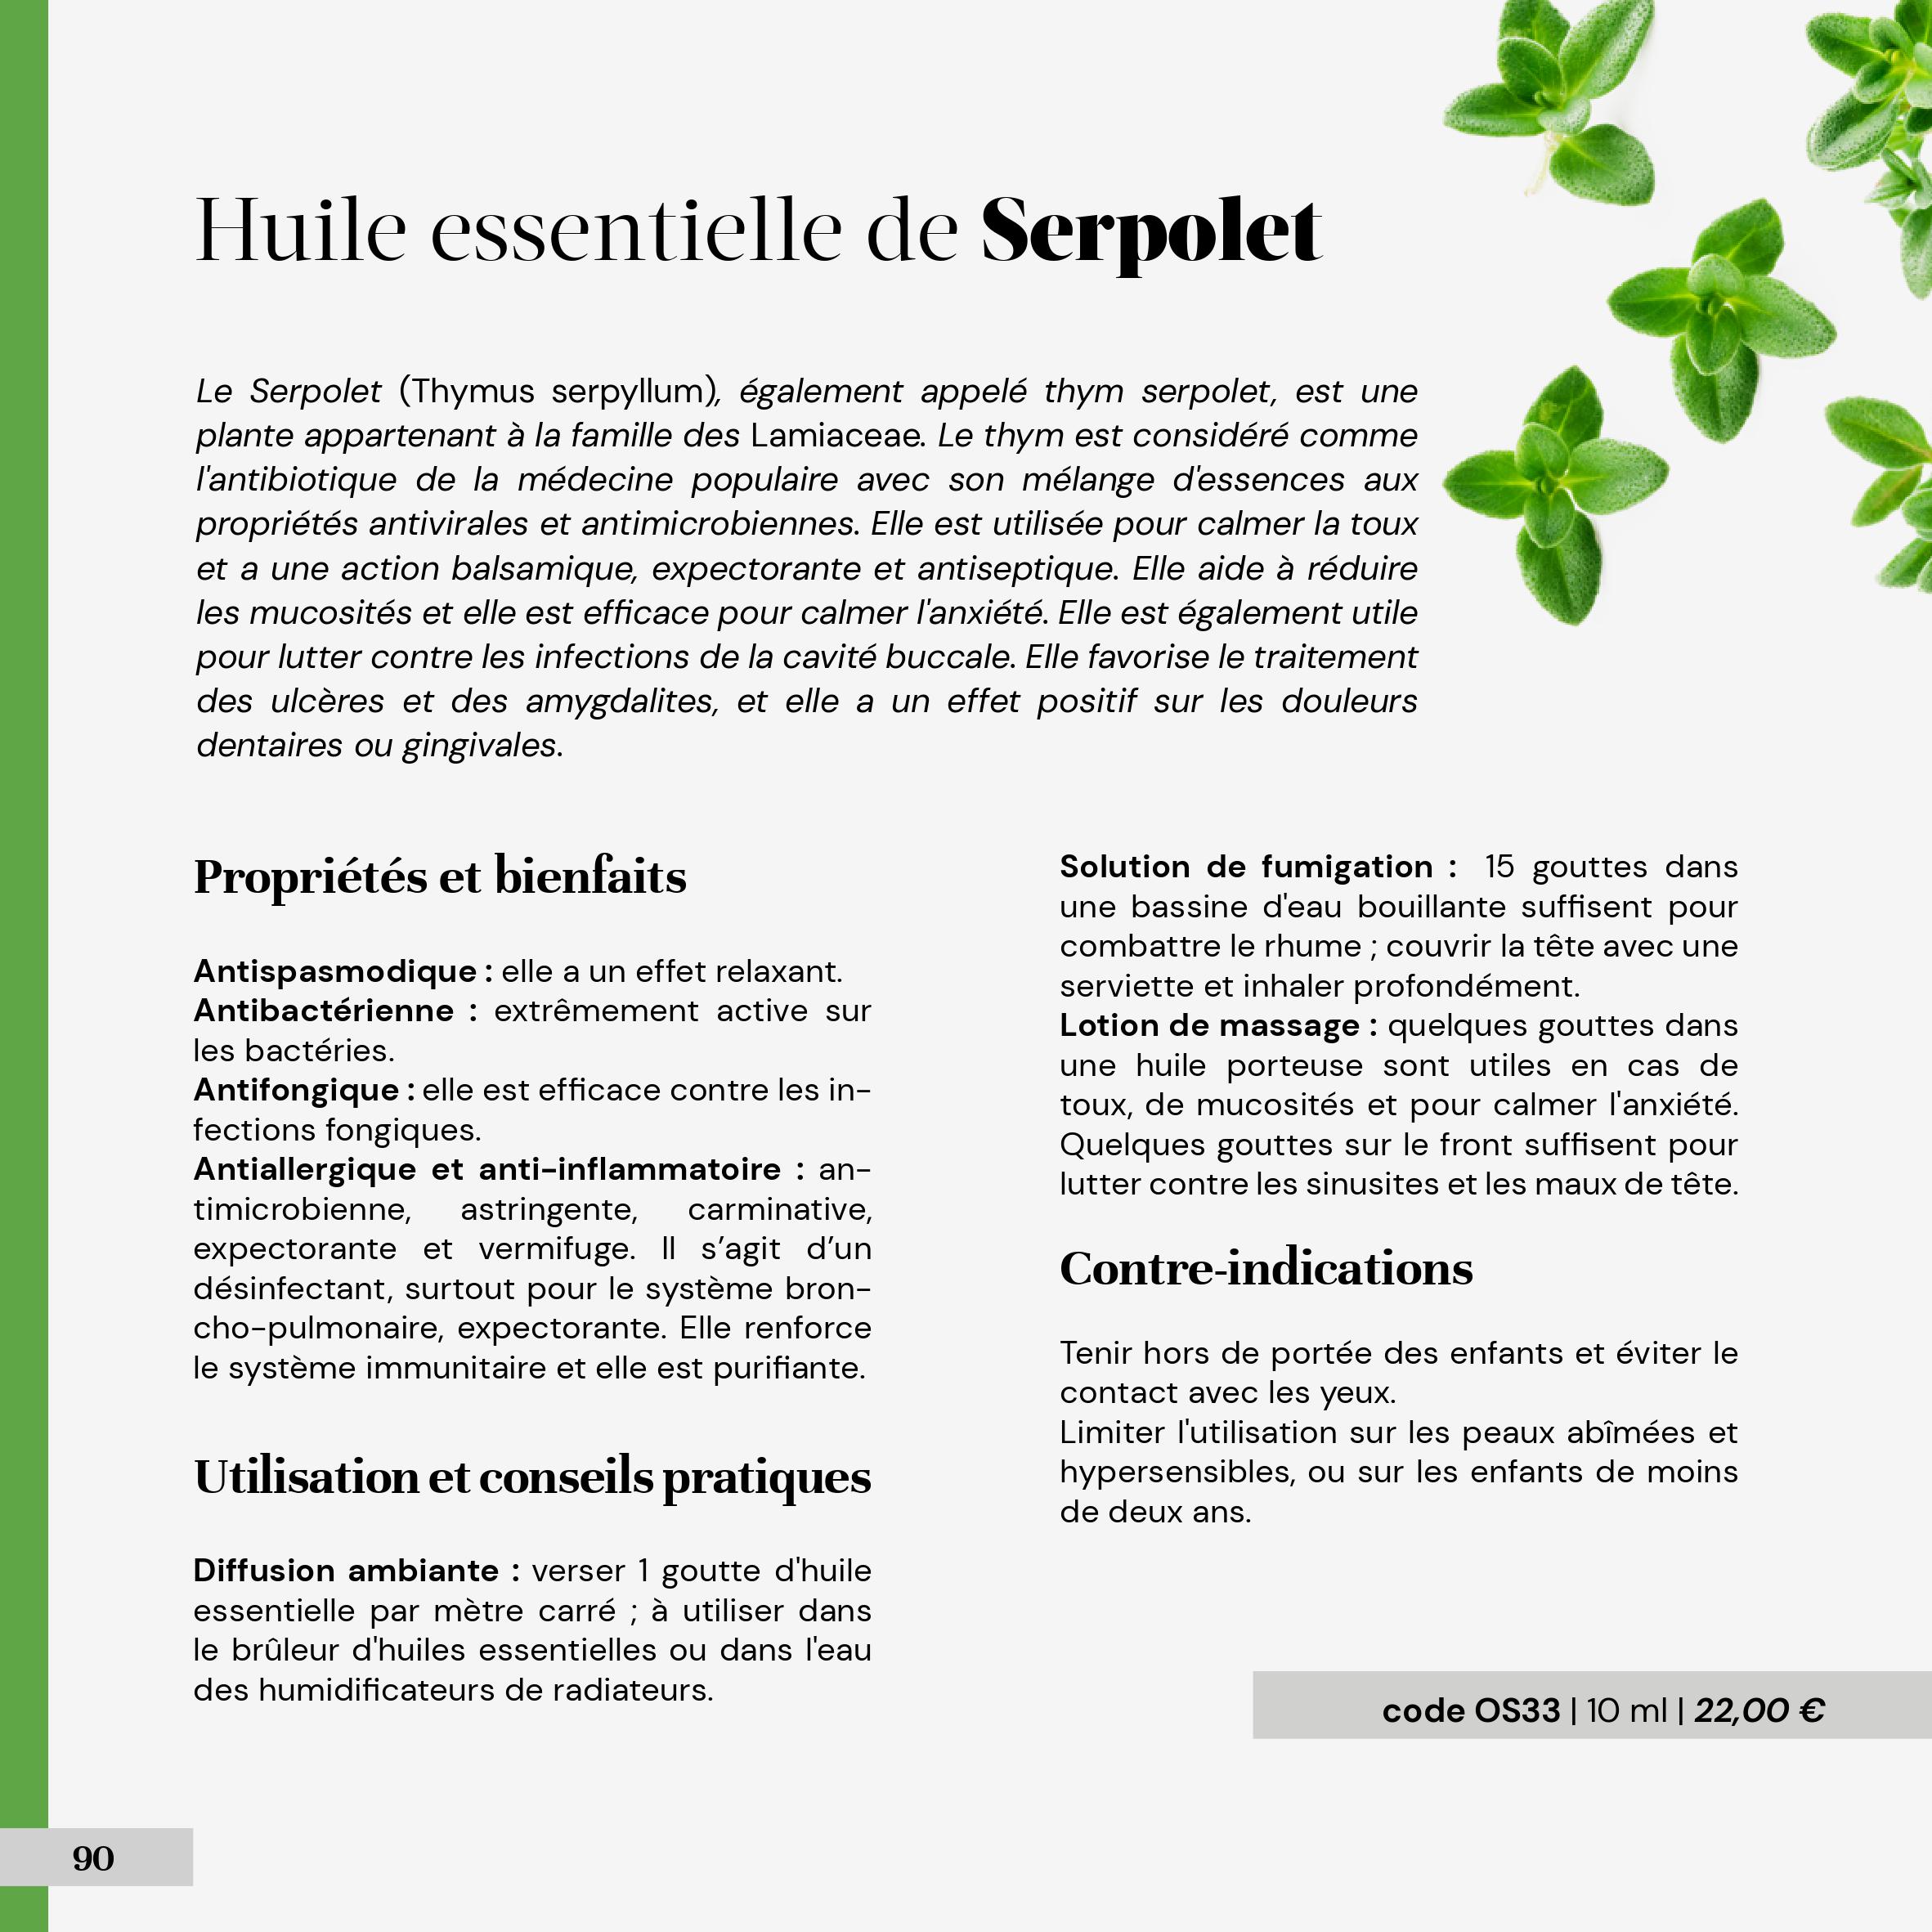 Huile essentielle de Serpolet
Le Serpolet (Thymus serpyllum), également appelé thym serpolet, est une
plante appartenant à la famille des Lamiaceae. Le thym est considéré comme
l'antibiotique de la médecine populaire avec son mélange d'essences aux
propriétés antivirales et antimicrobiennes. Elle est utilisée pour calmer la toux
et a une action balsamique, expectorante et antiseptique. Elle aide à réduire
les mucosités et elle est efficace pour calmer l'anxiété. Elle est également utile
pour lutter contre les infections de la cavité buccale. Elle favorise le traitement
des ulcères et des amygdalites, et elle a un effet positif sur les douleurs
dentaires ou gingivales.
Propriétés et bienfaits
Antispasmodique : elle a un effet relaxant.
Antibactérienne : extrêmement active sur
les bactéries.
Antifongique : elle est efficace contre les in-
fections fongiques.
Antiallergique et anti-inflammatoire : an-
timicrobienne, astringente, carminative,
expectorante et vermifuge. Il s’agit d’un
désinfectant, surtout pour le système bron-
cho-pulmonaire, expectorante. Elle renforce
le système immunitaire et elle est purifiante.
Utilisation et conseils pratiques
Diffusion ambiante : verser 1 goutte d'huile
essentielle par mètre carré ; à utiliser dans
le brûleur d'huiles essentielles ou dans l'eau
des humidificateurs de radiateurs.
Solution de fumigation : 15 gouttes dans
une bassine d'eau bouillante suffisent pour
combattre le rhume ; couvrir la tête avec une
serviette et inhaler profondément.
Lotion de massage : quelques gouttes dans
une huile porteuse sont utiles en cas de
toux, de mucosités et pour calmer l'anxiété.
Quelques gouttes sur le front suffisent pour
lutter contre les sinusites et les maux de tête.
Contre-indications
Tenir hors de portée des enfants et éviter le
contact avec les yeux.
Limiter l'utilisation sur les peaux abîmées et
hypersensibles, ou sur les enfants de moins
de deux ans.
code OS33 | 10 ml | 22,00 €
90